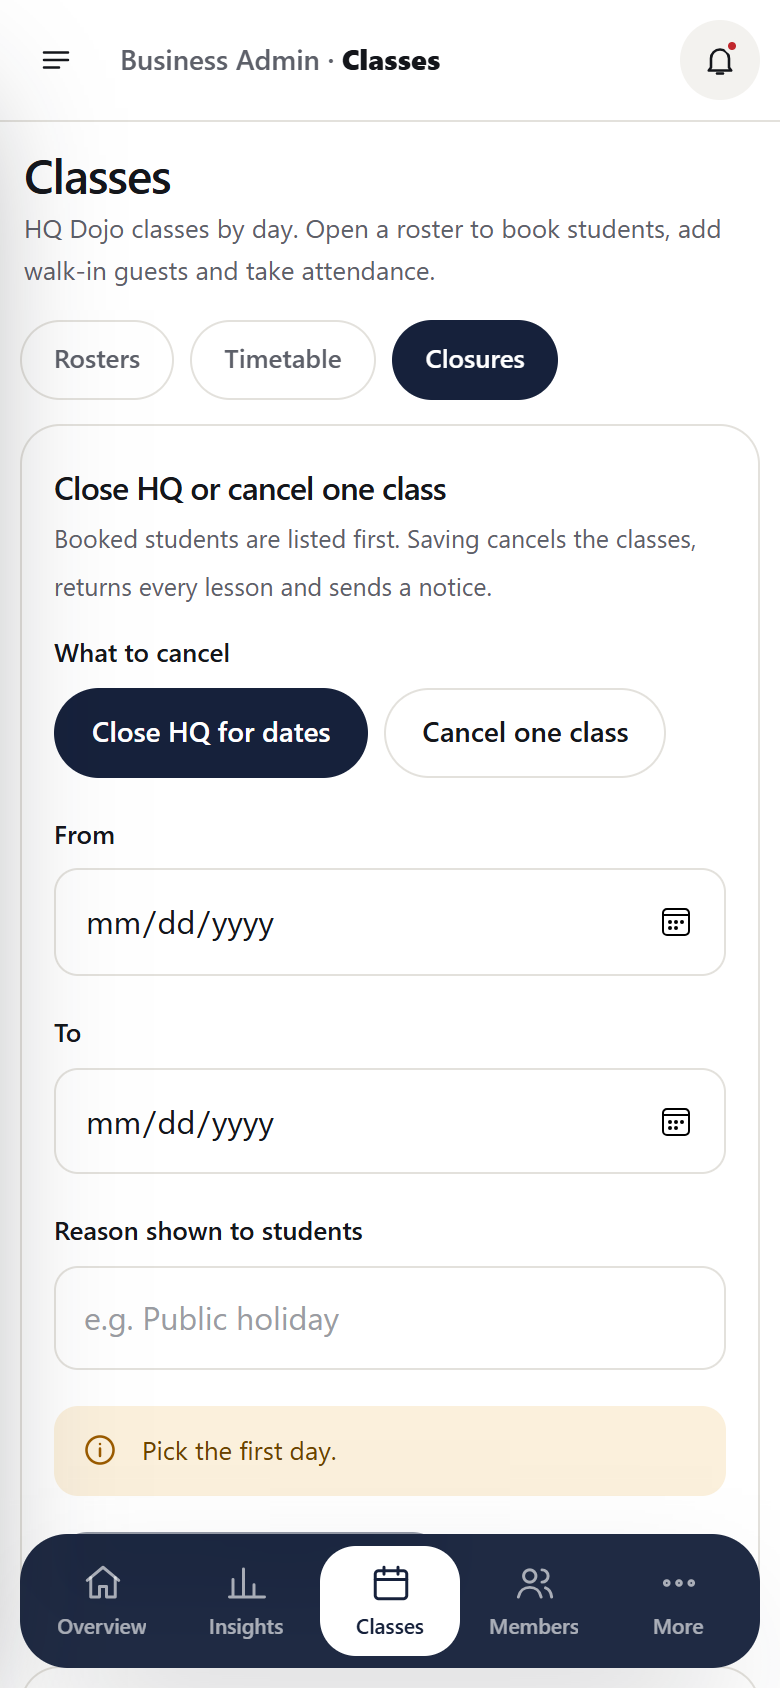 Business Admin · Classes
Classes
HQ Dojo classes by day. Open a roster to book students, add
walk-in guests and take attendance.
Rosters
Timetable
Closures
Close HQ or cancel one class
Booked students are listed first. Saving cancels the classes,
returns every lesson and sends a notice.
What to cancel
Close HQ for dates
Cancel one class
From
mm/dd/yyyy
To
mm/dd/yyyy
Reason shown to students
e.g. Public holiday
Pick the first day.
Overview
Insights
Classes
Members
More